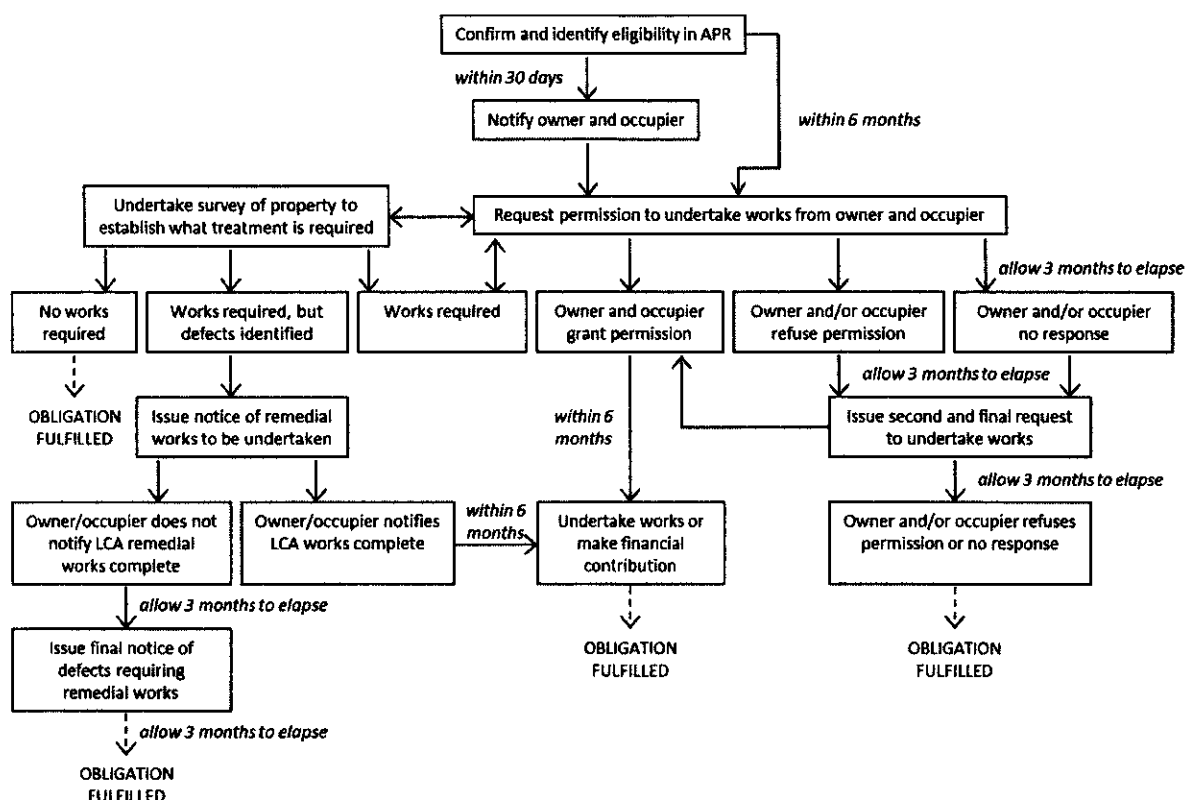 Confirm and identify eligibility in APR
within 30 days
Notify owner and occupier
within 6 months
Undertake survey of property to
establish what treatment is required
Request permission to undertake works from owner and occupier
allow 3 months to elapse
No works
required
Works required, but
defects identified
Works required
Owner and occupier
grant permission
Owner and/or occupier
refuse permission
Owner and/or occupier
no response
allow 3 months to elapse
OBLIGATION
FULFILLED
Issue notice of remedial
works to be undertaken
within 6
months
Issue second and final request
to undertake works
allow 3 months to elapse
Owner/occupier does not
notify LCA remedial
works complete
Owner/occupier notifies
LCA works complete
within 6
months
Undertake works or
make financial
contribution
Owner and/or occupier refuses
permission or no response
allow 3 months to elapse
Issue final notice of
defects requiring
remedial works
OBLIGATION
FULFILLED
OBLIGATION
FULFILLED
allow 3 months to elapse
OBLIGATION
FULFILLED